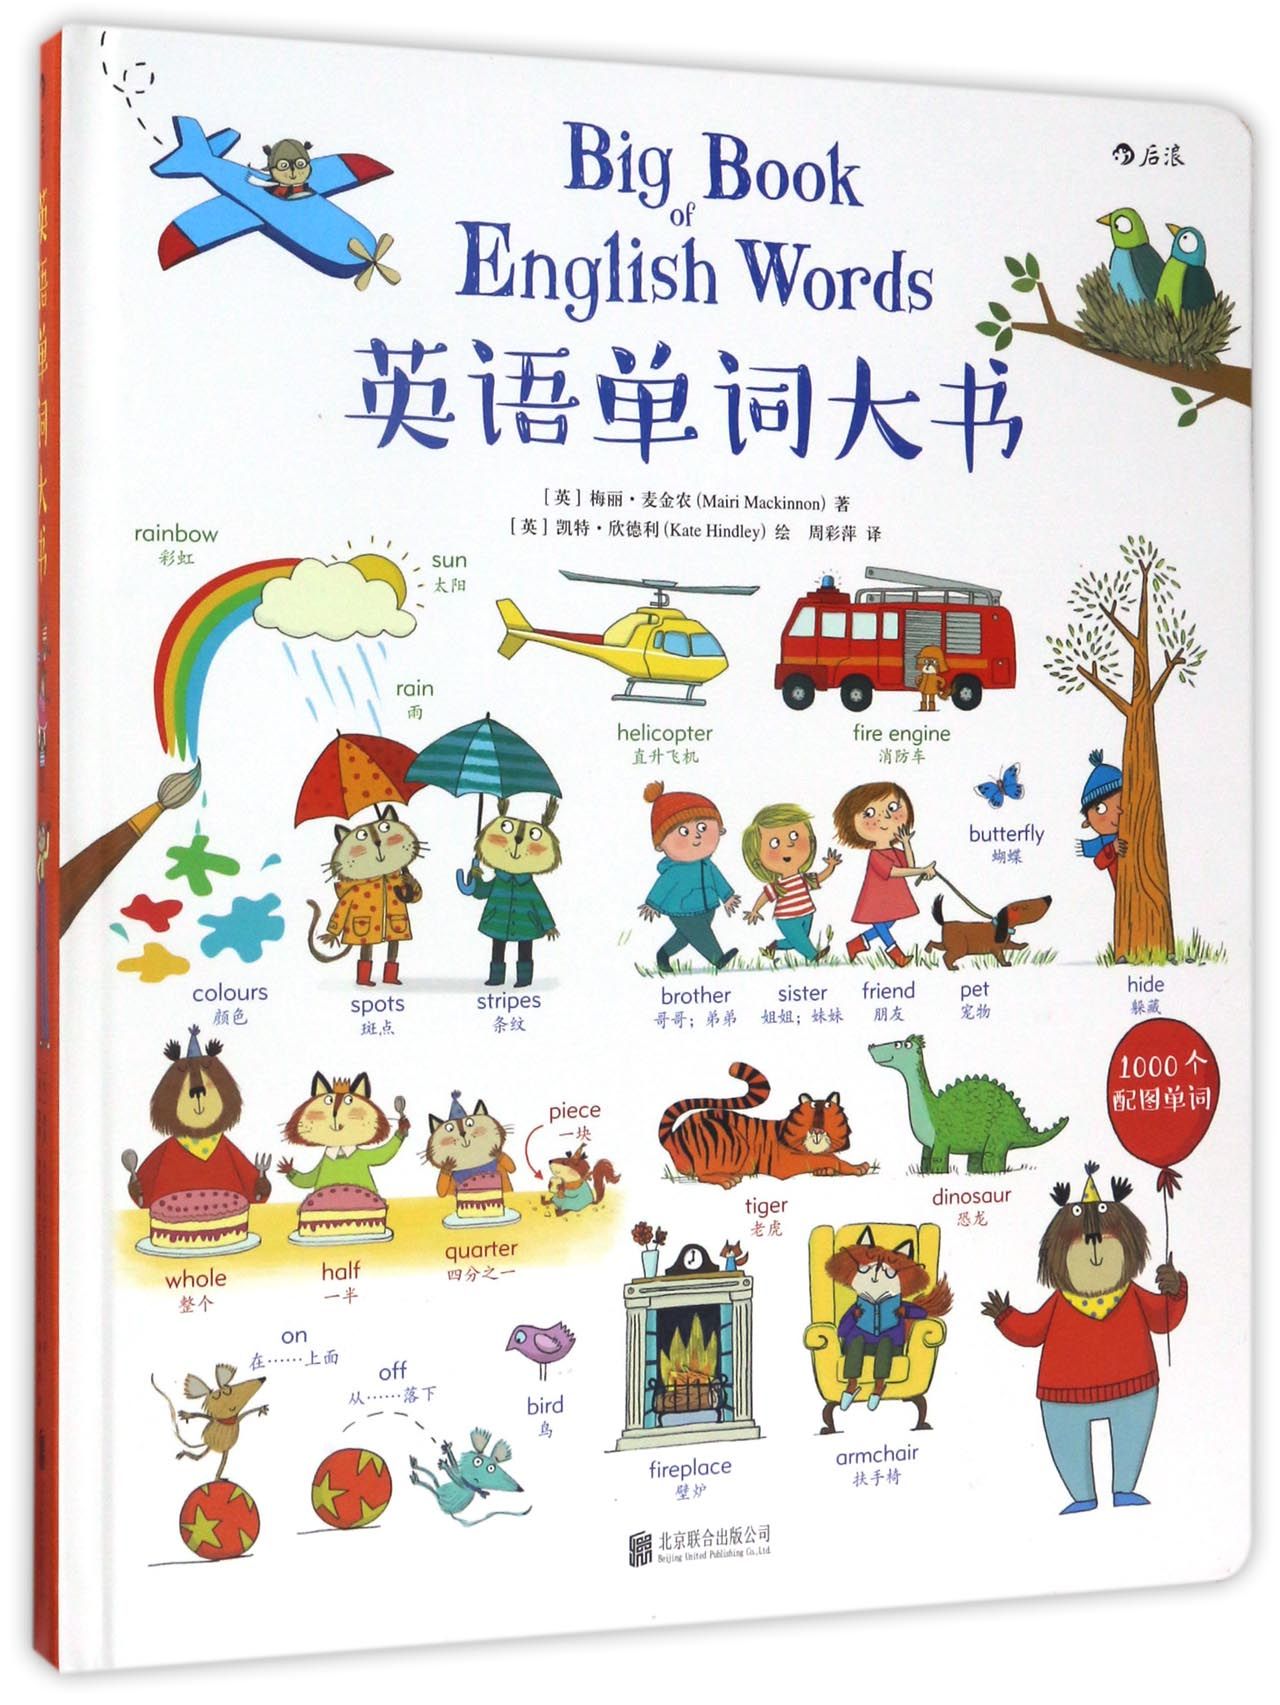 Big Book
of
English Words
英语单词大书
后浪
[英] 梅丽·麦金农 (Mairi Mackinnon) 著
[英] 凯特·欣德利 (Kate Hindley) 绘 周彩萍 译
英语单词大书
rainbow
彩虹
sun
太阳
rain
雨
helicopter
直升飞机
fire engine
消防车
butterfly
蝴蝶
colours
颜色
spots
斑点
stripes
条纹
brother
哥哥；弟弟
sister
姐姐；妹妹
friend
朋友
pet
宠物
hide
躲藏
1000个
配图单词
piece
一块
whole
整个
half
一半
quarter
四分之一
tiger
老虎
dinosaur
恐龙
on
在……上面
off
从……落下
bird
鸟
fireplace
壁炉
armchair
扶手椅
北京联合出版公司
Beijing United Publishing Co.,Ltd.